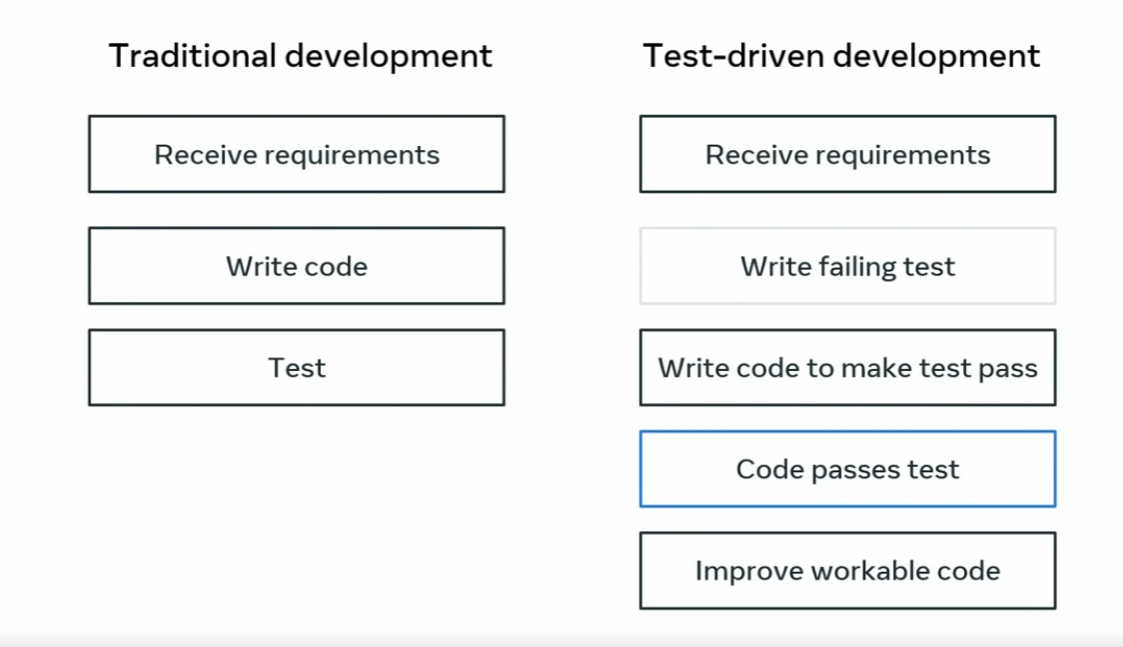 Traditional development
Receive requirements
Write code
Test
Test-driven development
Receive requirements
Write failing test
Write code to make test pass
Code passes test
Improve workable code